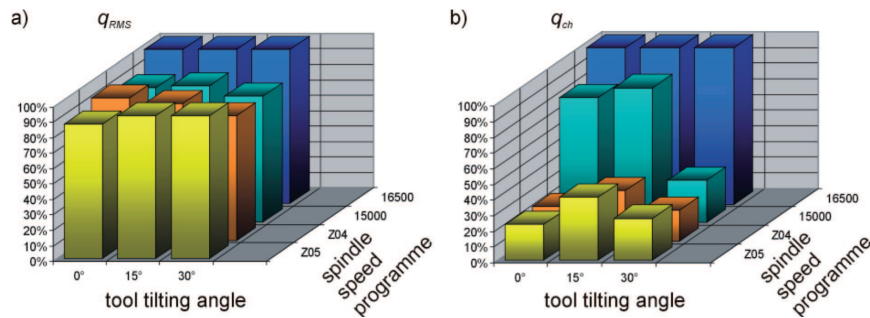 a)
q_RMS
100%
90%
80%
70%
60%
50%
40%
30%
20%
10%
0%
0°
15°
30°
tool tilting angle
Z05
Z04
15000
16500
spindle
speed
programme
b)
q_ch
100%
90%
80%
70%
60%
50%
40%
30%
20%
10%
0%
0°
15°
30°
tool tilting angle
Z05
Z04
15000
16500
spindle
speed
programme